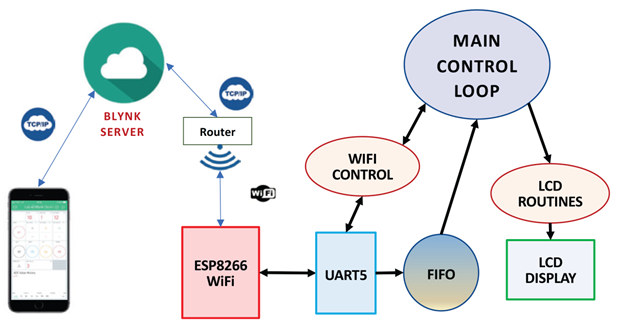 MAIN
CONTROL
LOOP
TCP/IP
BLYNK
SERVER
TCP/IP
Router
WIFI
CONTROL
LCD
ROUTINES
WiFi
ESP8266
WiFi
UART5
FIFO
LCD
DISPLAY